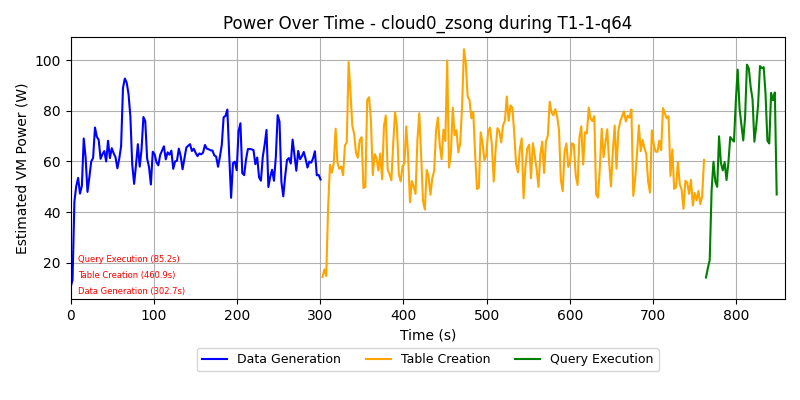 Power Over Time - cloud0_zsong during T1-1-q64
Estimated VM Power (W)
100
80
60
40
20
Query Execution (85.2s)
Table Creation (460.9s)
Data Generation (302.7s)
0 100 200 300 400 500 600 700 800
Time (s)
Data Generation Table Creation Query Execution